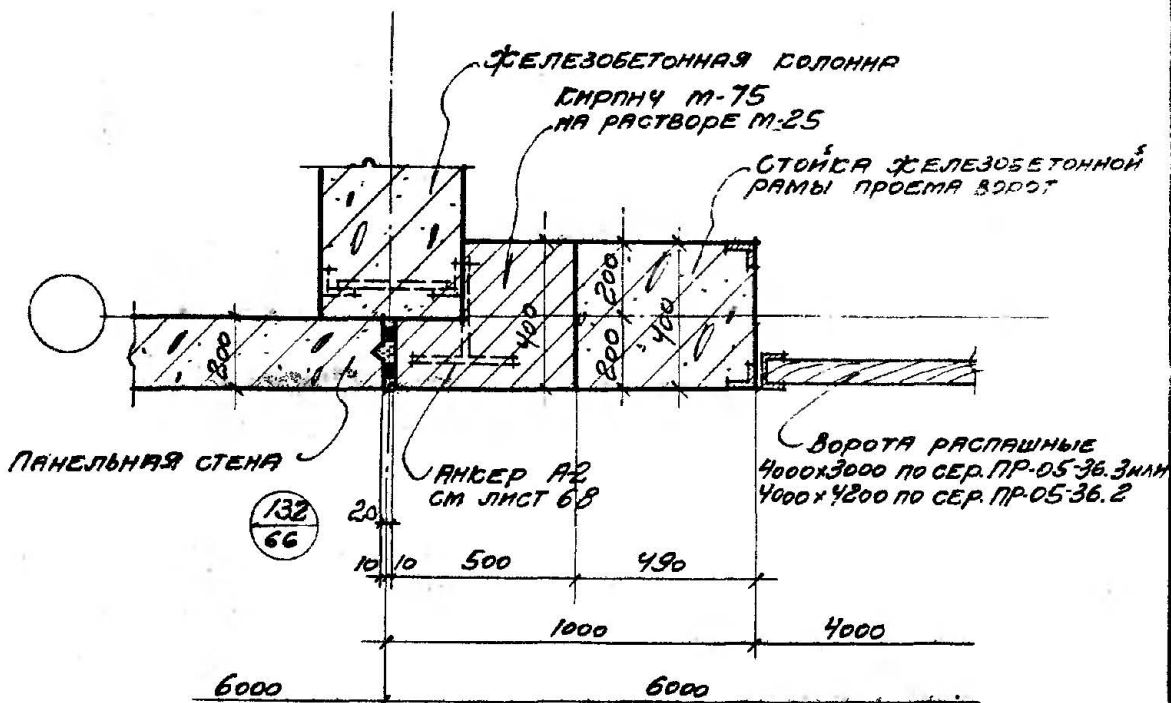 ЖЕЛЕЗОБЕТОННАЯ КОЛОННА
КИРПИЧ М-75
НА РАСТВОРЕ М-25
СТОЙКА ЖЕЛЕЗОБЕТОННОЙ
РАМЫ ПРОЕМА ВОРОТ
200
400
200
200
400
ПАНЕЛЬНАЯ СТЕНА
АНКЕР А2
СМ ЛИСТ 68
ВОРОТА РАСПАШНЫЕ
4000х3000 ПО СЕР. ПР-05-36.3 ИЛИ
4000х4200 ПО СЕР. ПР-05-36.2
132
66
20
10 10 500 490
1000 4000
6000 6000